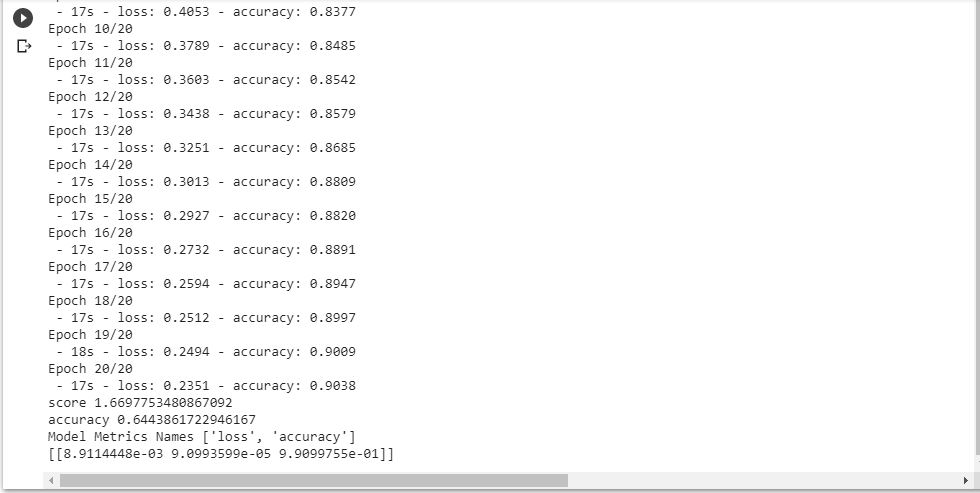 - 17s - loss: 0.4053 - accuracy: 0.8377
Epoch 10/20
- 17s - loss: 0.3789 - accuracy: 0.8485
Epoch 11/20
- 17s - loss: 0.3603 - accuracy: 0.8542
Epoch 12/20
- 17s - loss: 0.3438 - accuracy: 0.8579
Epoch 13/20
- 17s - loss: 0.3251 - accuracy: 0.8685
Epoch 14/20
- 17s - loss: 0.3013 - accuracy: 0.8809
Epoch 15/20
- 17s - loss: 0.2927 - accuracy: 0.8820
Epoch 16/20
- 17s - loss: 0.2732 - accuracy: 0.8891
Epoch 17/20
- 17s - loss: 0.2594 - accuracy: 0.8947
Epoch 18/20
- 17s - loss: 0.2512 - accuracy: 0.8997
Epoch 19/20
- 18s - loss: 0.2494 - accuracy: 0.9009
Epoch 20/20
- 17s - loss: 0.2351 - accuracy: 0.9038
score 1.6697753480867092
accuracy 0.6443861722946167
Model Metrics Names ['loss', 'accuracy']
[[8.9114448e-03 9.0993599e-05 9.9099755e-01]]